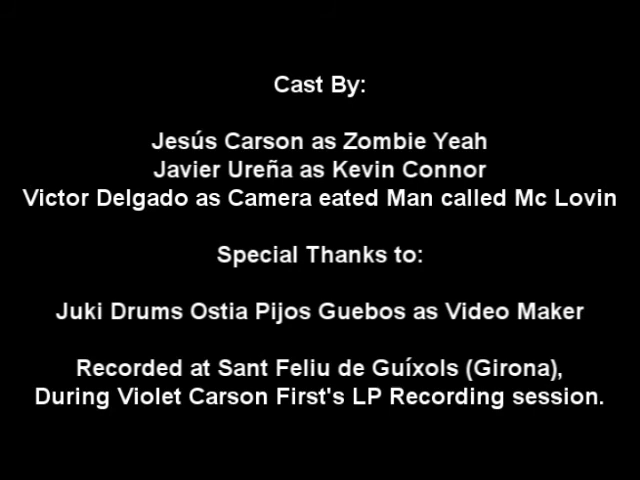 Cast By:
Jesús Carson as Zombie Yeah
Javier Ureña as Kevin Connor
Victor Delgado as Camera eated Man called Mc Lovin
Special Thanks to:
Juki Drums Ostia Pijos Guebos as Video Maker
Recorded at Sant Feliu de Guíxols (Girona),
During Violet Carson First's LP Recording session.